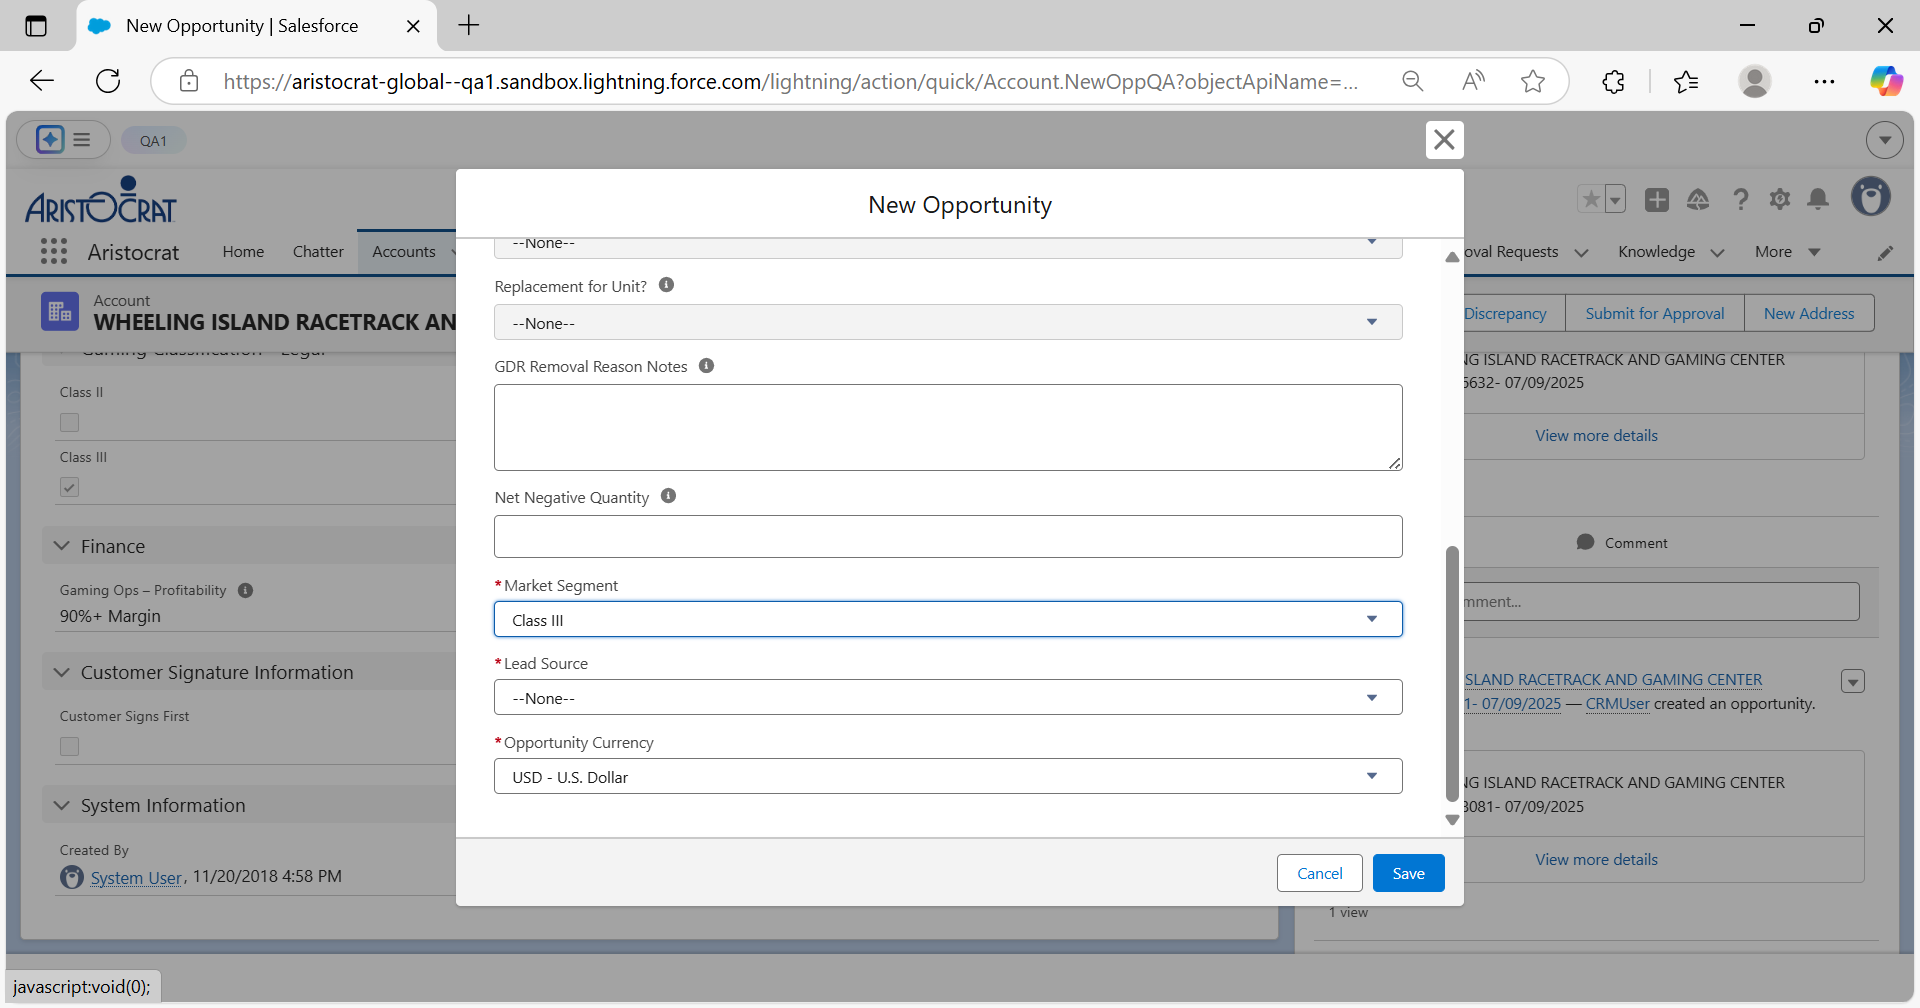 New Opportunity | Salesforce
https://aristocrat-global--qa1.sandbox.lightning.force.com/lightning/action/quick/Account.NewOppQA?objectApiName=...
QA1
ARISTOCRAT
Aristocrat
Home
Chatter
Accounts
oval Requests
Knowledge
More
Account
WHEELING ISLAND RACETRACK AN
Discrepancy
Submit for Approval
New Address
Gaming Classification - Legal
Class II
Class III
Finance
Gaming Ops – Profitability
90%+ Margin
Customer Signature Information
Customer Signs First
System Information
Created By
System User, 11/20/2018 4:58 PM
New Opportunity
--None--
Replacement for Unit?
--None--
GDR Removal Reason Notes
Net Negative Quantity
*Market Segment
Class III
*Lead Source
--None--
*Opportunity Currency
USD - U.S. Dollar
Cancel
Save
NG ISLAND RACETRACK AND GAMING CENTER
6632- 07/09/2025
View more details
Comment
mment...
SLAND RACETRACK AND GAMING CENTER
1- 07/09/2025 — CRMUser created an opportunity.
NG ISLAND RACETRACK AND GAMING CENTER
3081- 07/09/2025
View more details
1 view
javascript:void(0);